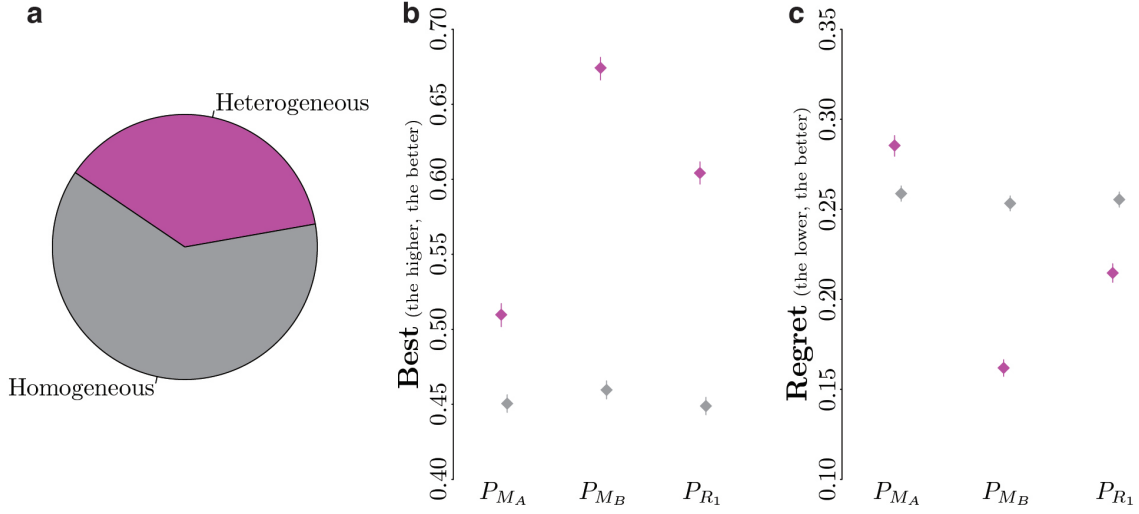 a
Heterogeneous
Homogeneous
b
Best (the higher, the better)
0.70
0.65
0.60
0.55
0.50
0.45
0.40
P_{M_A}
P_{M_B}
P_{R_1}
c
Regret (the lower, the better)
0.35
0.30
0.25
0.20
0.15
0.10
P_{M_A}
P_{M_B}
P_{R_1}